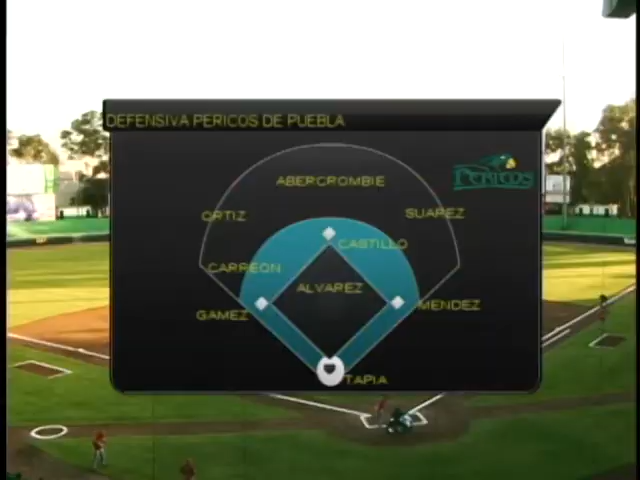 DEFENSIVA PERICOS DE PUEBLA
PERICOS
ABERCROMBIE
ORTIZ
SUAREZ
CASTILLO
CARREON
ALVAREZ
GAMEZ
MENDEZ
TAPIA